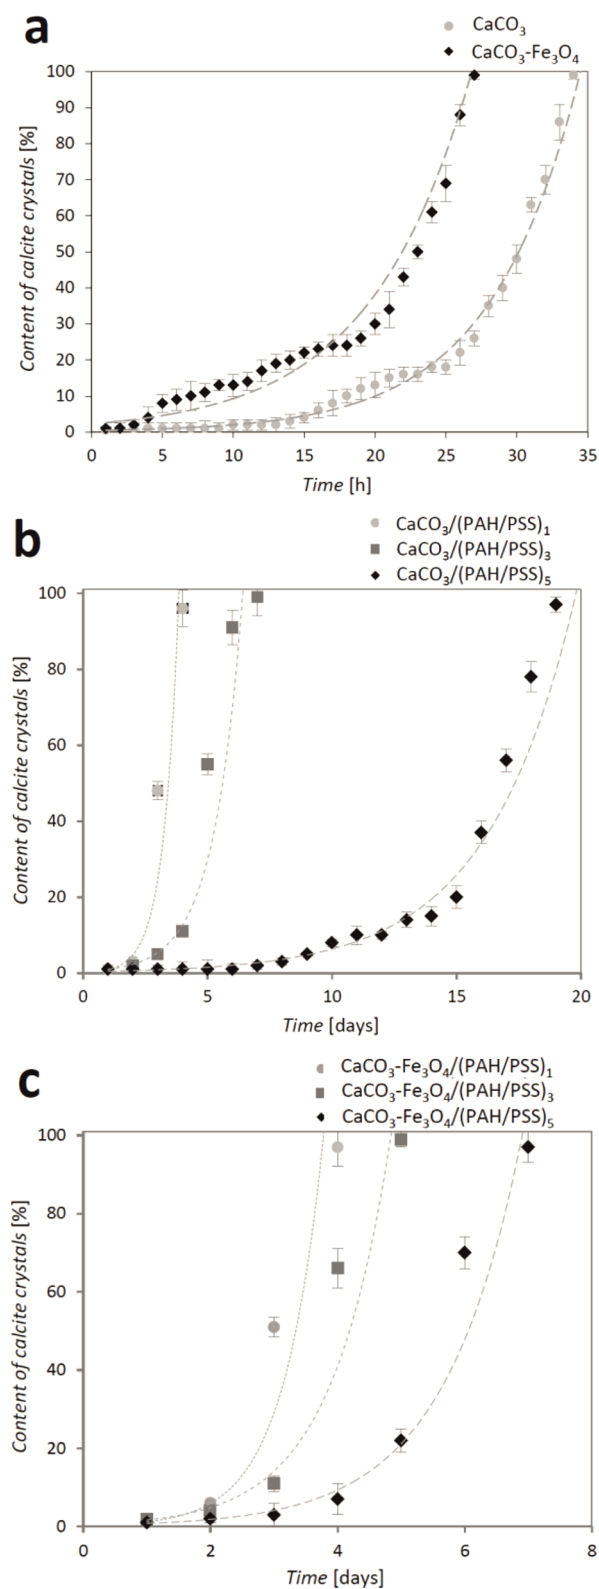 a
CaCO₃
CaCO₃-Fe₃O₄
Content of calcite crystals [%]
100
90
80
70
60
50
40
30
20
10
0
0 5 10 15 20 25 30 35
Time [h]
b
CaCO₃/(PAH/PSS)₁
CaCO₃/(PAH/PSS)₃
CaCO₃/(PAH/PSS)₅
Content of calcite crystals [%]
100
80
60
40
20
0
0 5 10 15 20
Time [days]
c
CaCO₃-Fe₃O₄/(PAH/PSS)₁
CaCO₃-Fe₃O₄/(PAH/PSS)₃
CaCO₃-Fe₃O₄/(PAH/PSS)₅
Content of calcite crystals [%]
100
80
60
40
20
0
0 2 4 6 8
Time [days]